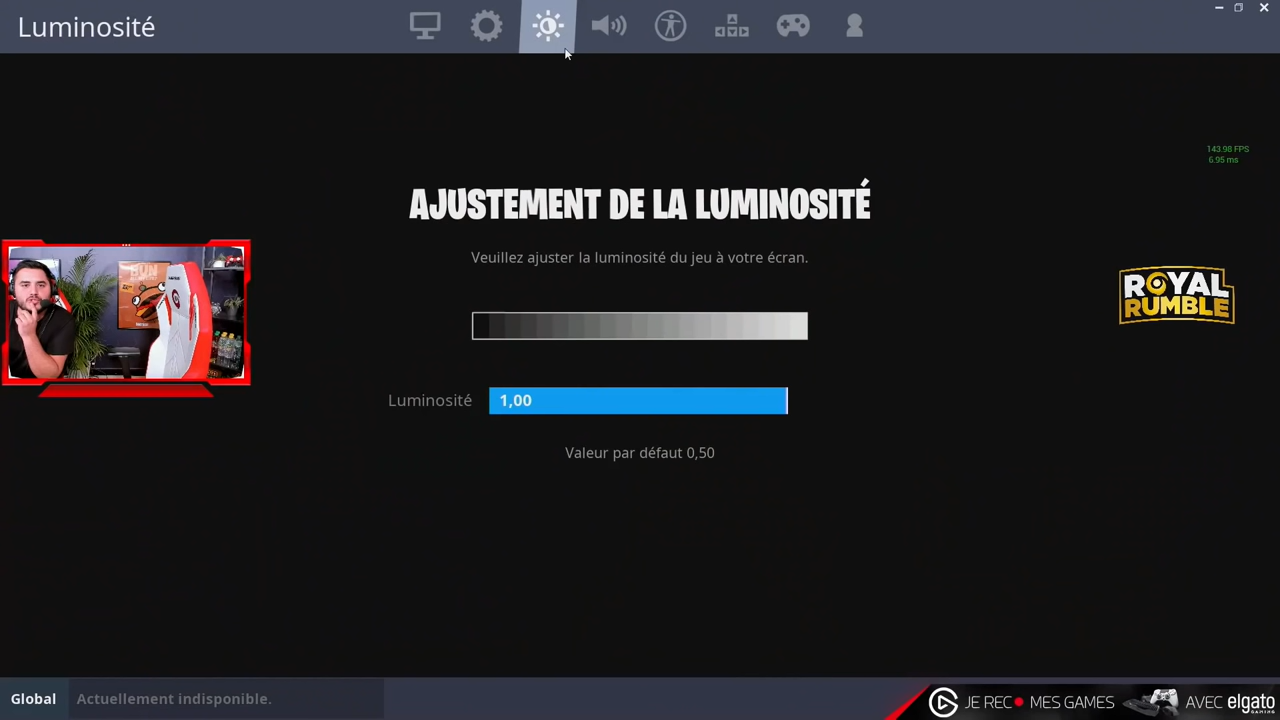 Luminosité
143.98 FPS
6.95 ms
AJUSTEMENT DE LA LUMINOSITÉ
Veuillez ajuster la luminosité du jeu à votre écran.
ROYAL
RUMBLE
Luminosité 1,00
Valeur par défaut 0,50
Global Actuellement indisponible.
JE REC MES GAMES AVEC elgato